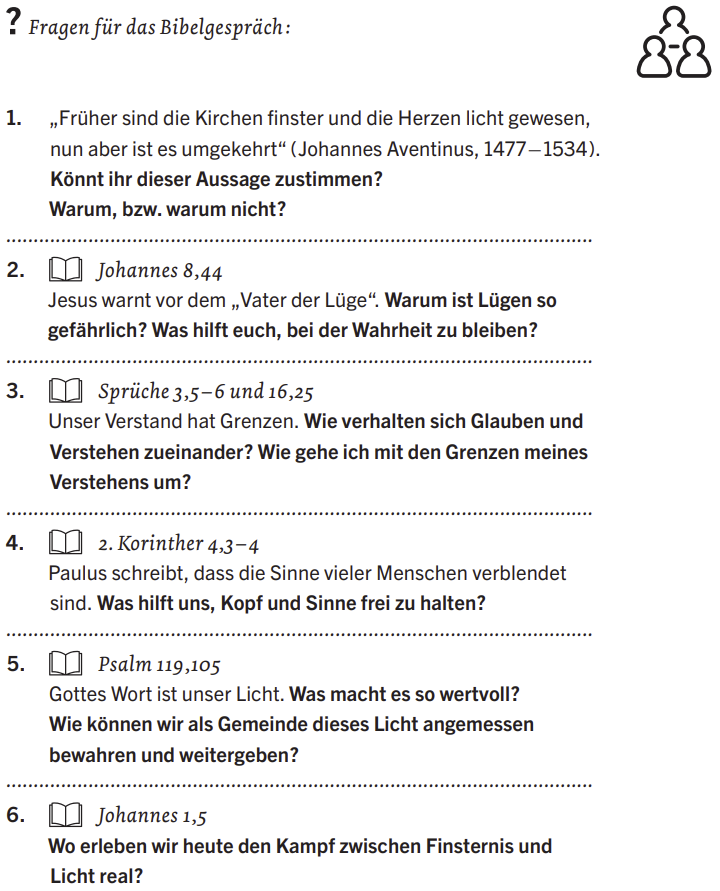 ? Fragen für das Bibelgespräch:
1. „Früher sind die Kirchen finster und die Herzen licht gewesen,
nun aber ist es umgekehrt“ (Johannes Aventinus, 1477–1534).
Könnt ihr dieser Aussage zustimmen?
Warum, bzw. warum nicht?
2. Johannes 8,44
Jesus warnt vor dem „Vater der Lüge“. Warum ist Lügen so
gefährlich? Was hilft euch, bei der Wahrheit zu bleiben?
3. Sprüche 3,5–6 und 16,25
Unser Verstand hat Grenzen. Wie verhalten sich Glauben und
Verstehen zueinander? Wie gehe ich mit den Grenzen meines
Verstehens um?
4. 2. Korinther 4,3–4
Paulus schreibt, dass die Sinne vieler Menschen verblendet
sind. Was hilft uns, Kopf und Sinne frei zu halten?
5. Psalm 119,105
Gottes Wort ist unser Licht. Was macht es so wertvoll?
Wie können wir als Gemeinde dieses Licht angemessen
bewahren und weitergeben?
6. Johannes 1,5
Wo erleben wir heute den Kampf zwischen Finsternis und
Licht real?